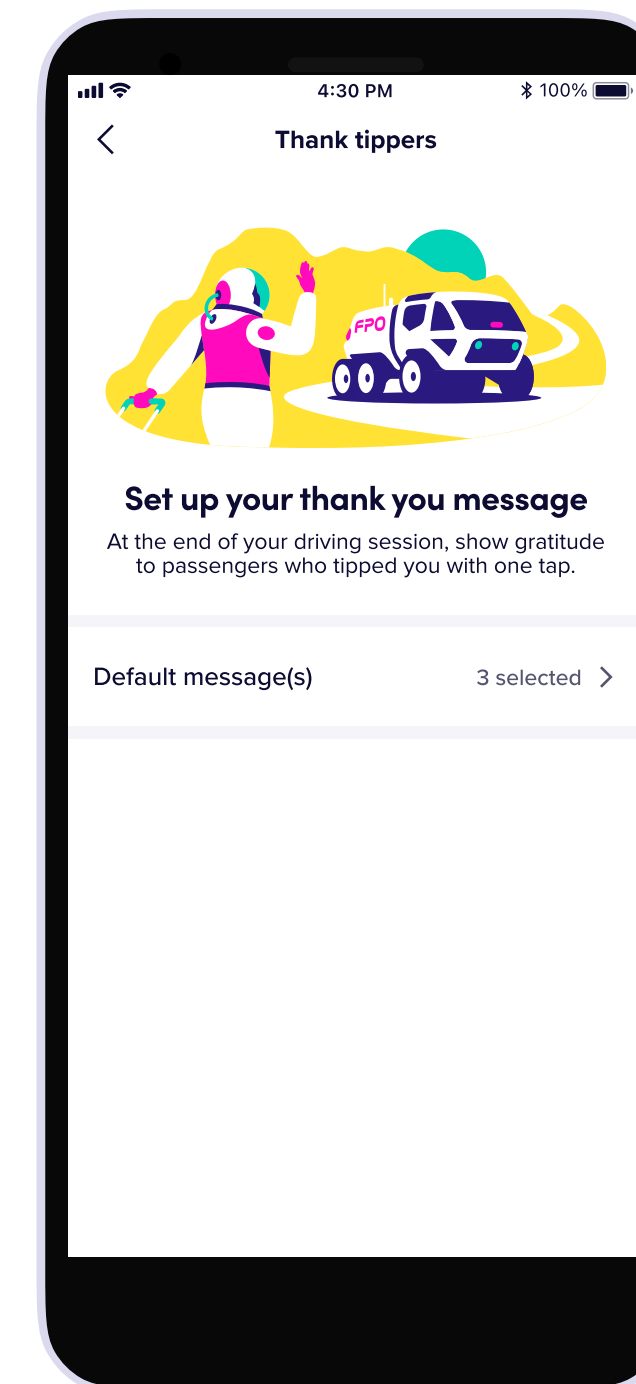 4:30 PM
100%
Thank tippers
FPO
Set up your thank you message
At the end of your driving session, show gratitude
to passengers who tipped you with one tap.
Default message(s)
3 selected